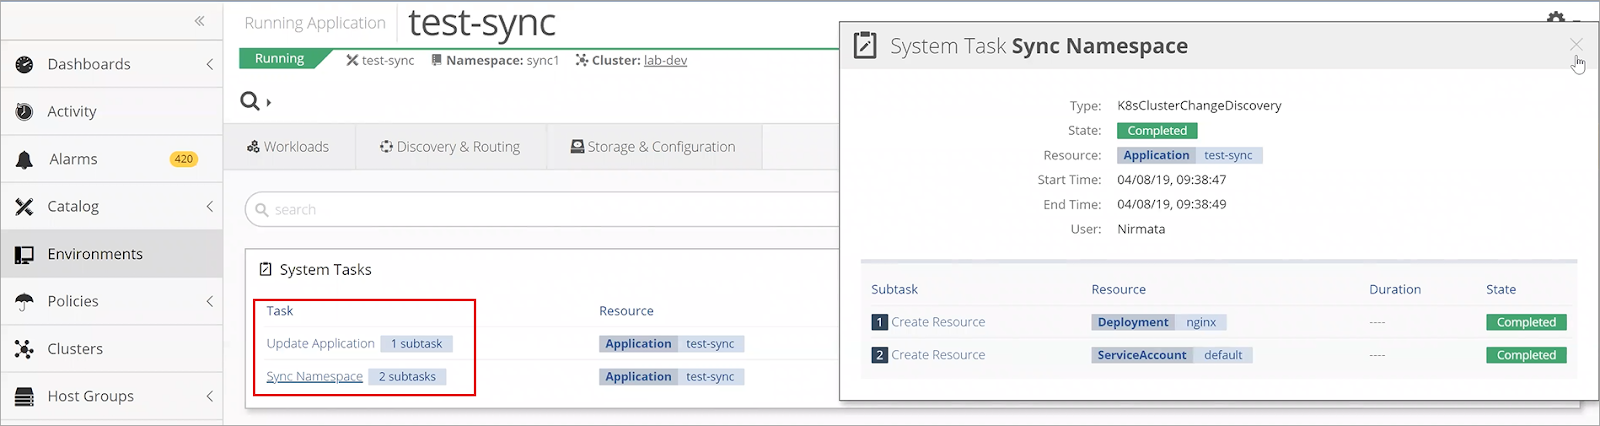 «
Dashboards
Activity
Alarms 420
Catalog
Environments
Policies
Clusters
Host Groups
Running Application test-sync
Running test-sync Namespace: sync1 Cluster: lab-dev
Workloads Discovery & Routing Storage & Configuration
search
System Tasks
Task Resource
Update Application 1 subtask Application test-sync
Sync Namespace 2 subtasks Application test-sync
System Task Sync Namespace
Type: K8sClusterChangeDiscovery
State: Completed
Resource: Application test-sync
Start Time: 04/08/19, 09:38:47
End Time: 04/08/19, 09:38:49
User: Nirmata
Subtask Resource Duration State
1 Create Resource Deployment nginx ---- Completed
2 Create Resource ServiceAccount default ---- Completed